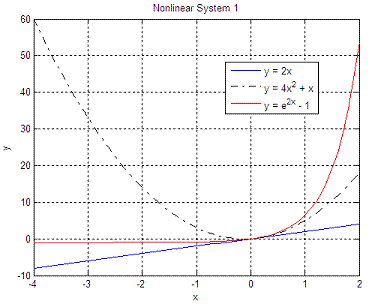 Nonlinear System 1
60
50
40
30
20
10
0
-10
y
y = 2x
y = 4x² + x
y = e²ˣ - 1
-4 -3 -2 -1 0 1 2
x